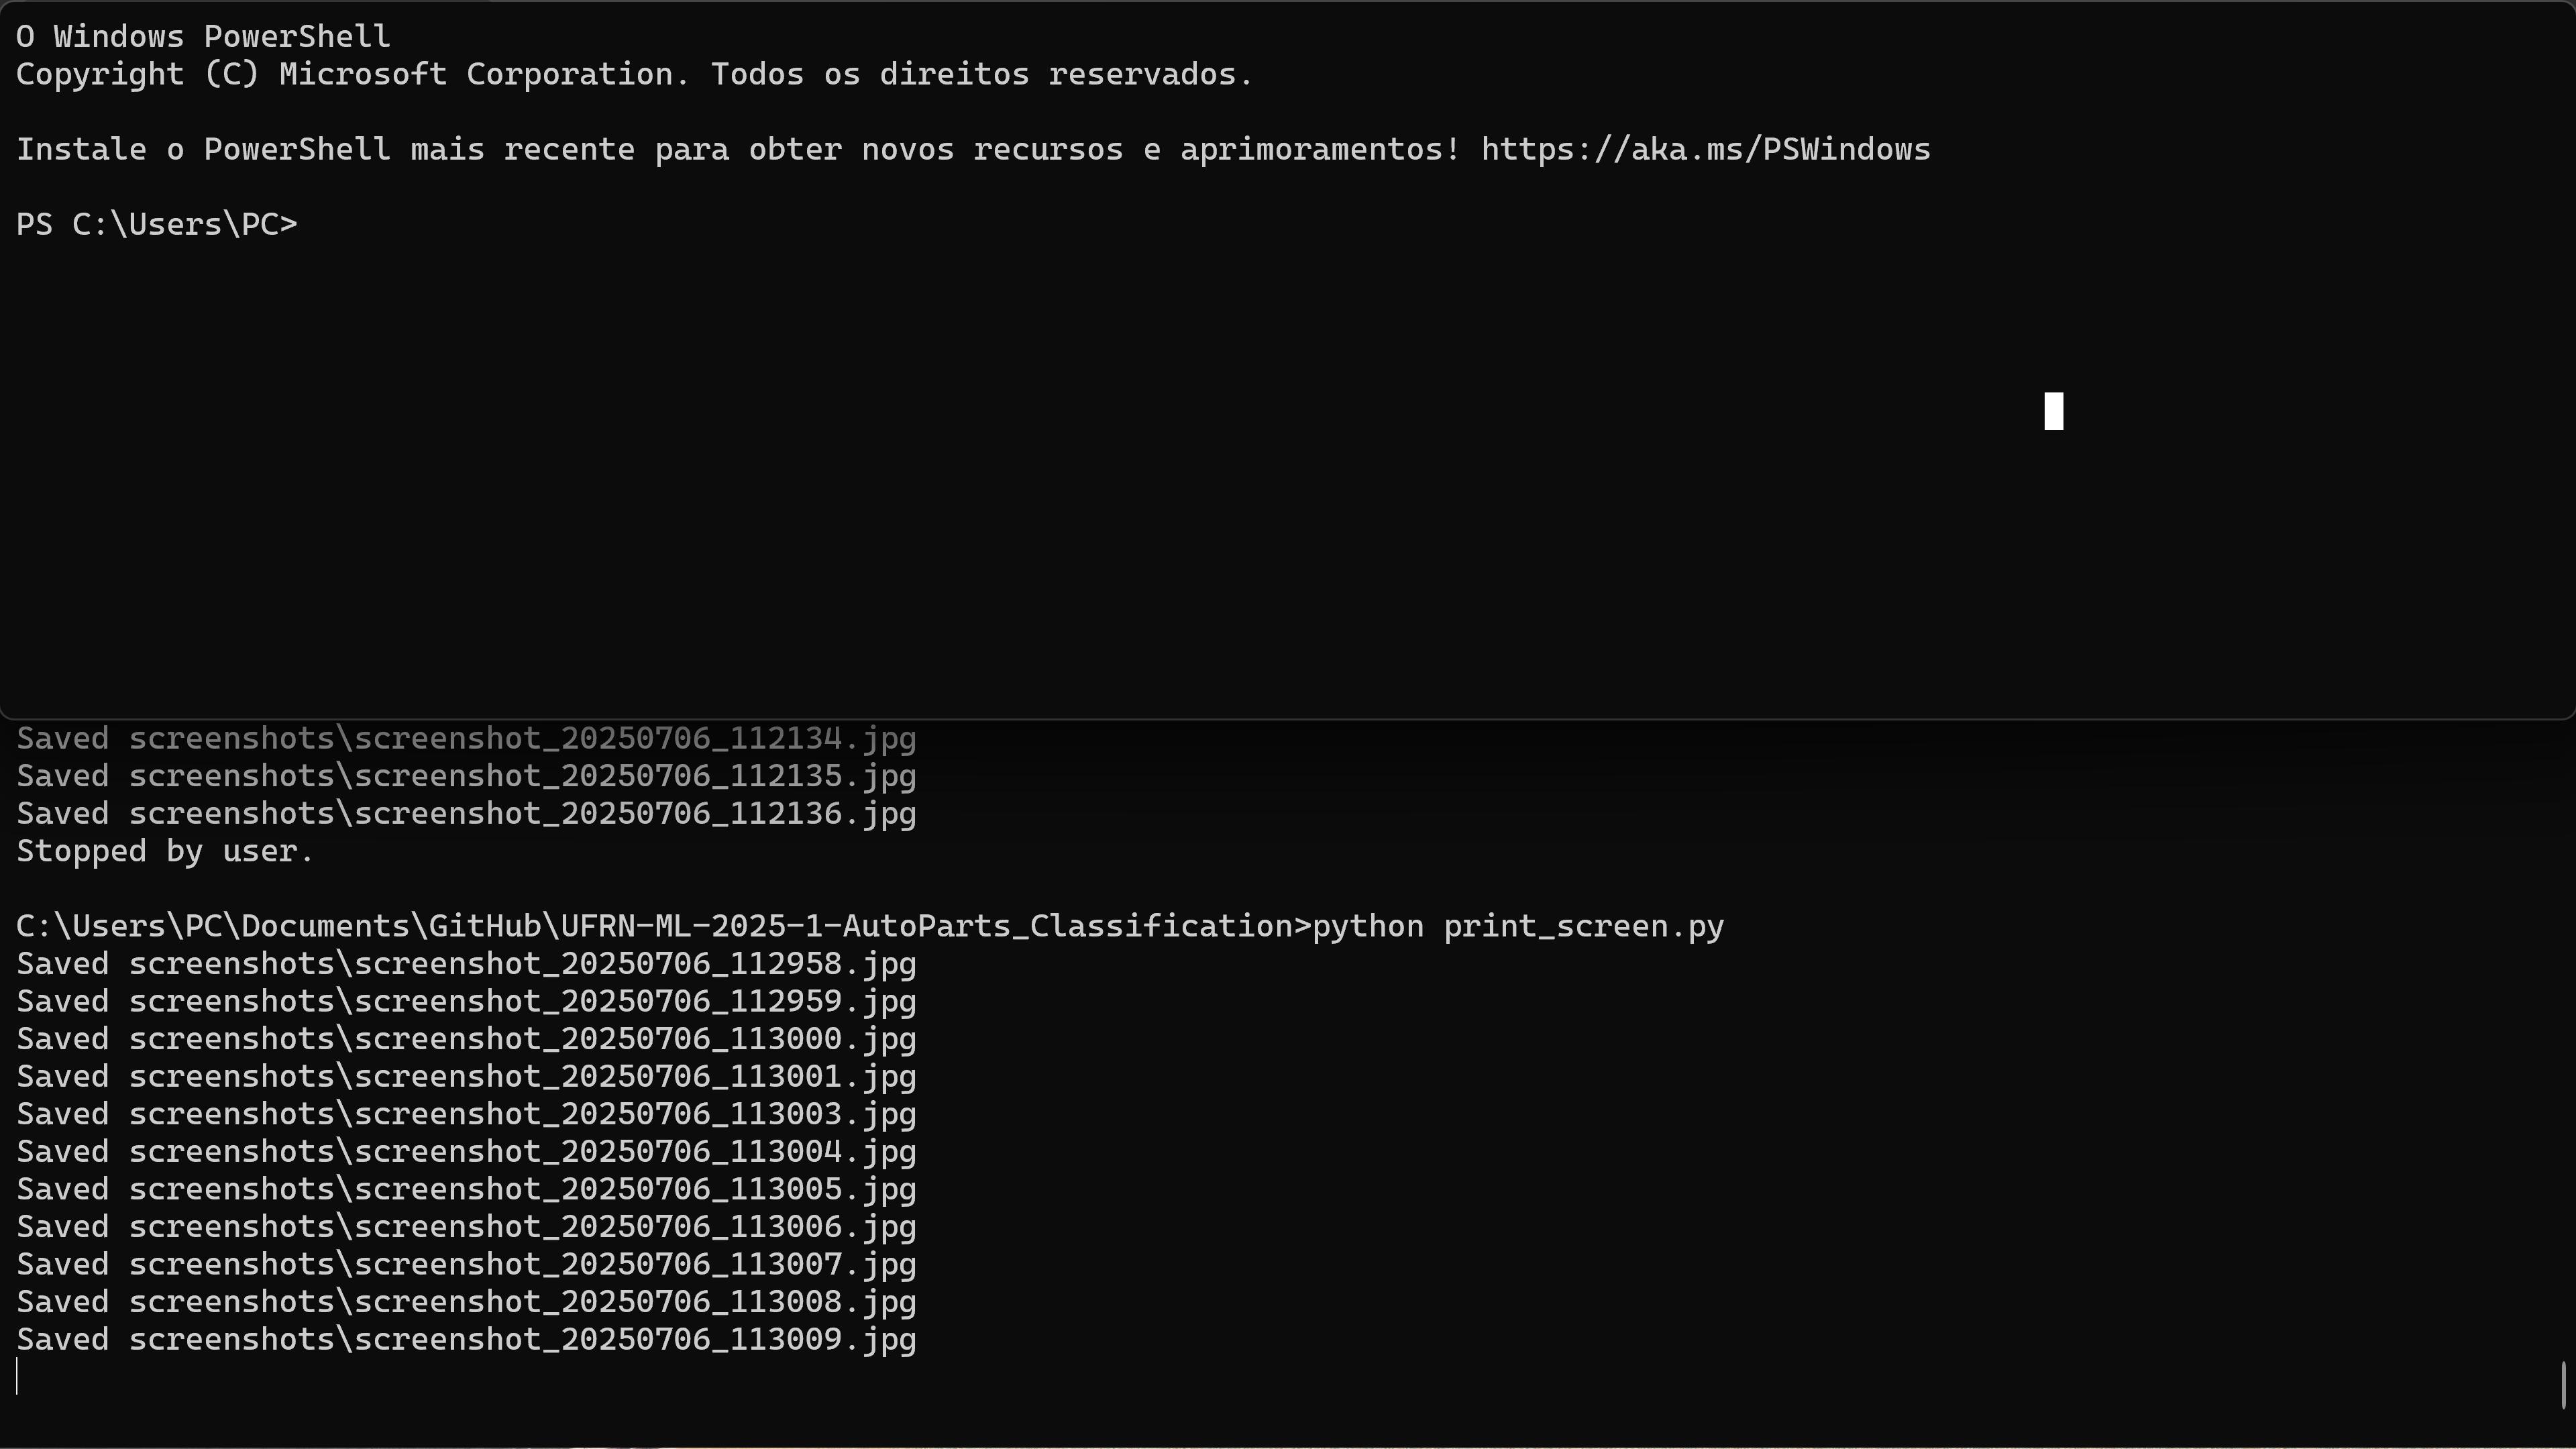 O Windows PowerShell
Copyright (C) Microsoft Corporation. Todos os direitos reservados.
Instale o PowerShell mais recente para obter novos recursos e aprimoramentos! https://aka.ms/PSWindows
PS C:\Users\PC>
Saved screenshots\screenshot_20250706_112134.jpg
Saved screenshots\screenshot_20250706_112135.jpg
Saved screenshots\screenshot_20250706_112136.jpg
Stopped by user.
C:\Users\PC\Documents\GitHub\UFRN-ML-2025-1-AutoParts_Classification>python print_screen.py
Saved screenshots\screenshot_20250706_112958.jpg
Saved screenshots\screenshot_20250706_112959.jpg
Saved screenshots\screenshot_20250706_113000.jpg
Saved screenshots\screenshot_20250706_113001.jpg
Saved screenshots\screenshot_20250706_113003.jpg
Saved screenshots\screenshot_20250706_113004.jpg
Saved screenshots\screenshot_20250706_113005.jpg
Saved screenshots\screenshot_20250706_113006.jpg
Saved screenshots\screenshot_20250706_113007.jpg
Saved screenshots\screenshot_20250706_113008.jpg
Saved screenshots\screenshot_20250706_113009.jpg